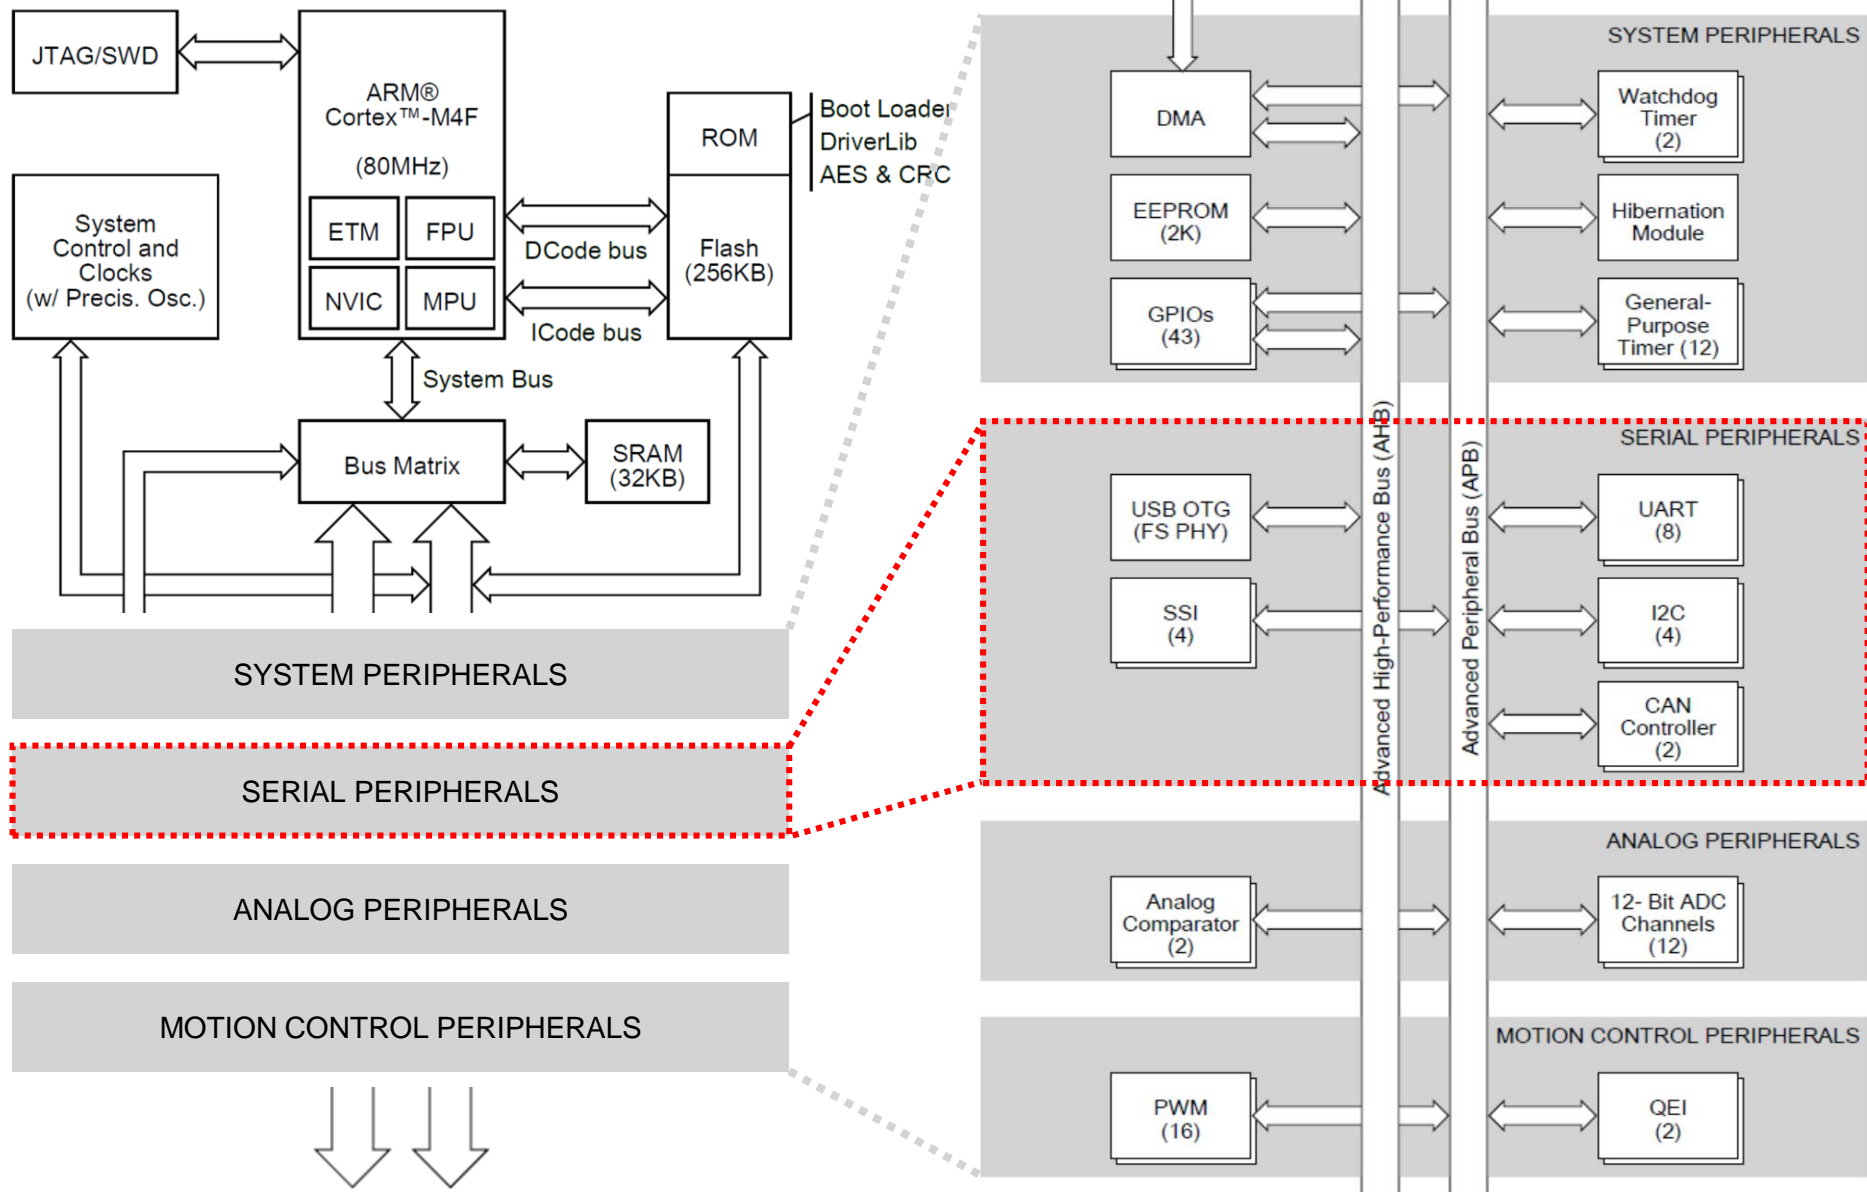 JTAG/SWD
ARM®
Cortex™-M4F
(80MHz)
ETM
FPU
NVIC
MPU
ROM
Boot Loader
DriverLib
AES & CRC
System
Control and
Clocks
(w/ Precis. Osc.)
DCode bus
Flash
(256KB)
ICode bus
System Bus
Bus Matrix
SRAM
(32KB)
SYSTEM PERIPHERALS
SERIAL PERIPHERALS
ANALOG PERIPHERALS
MOTION CONTROL PERIPHERALS
SYSTEM PERIPHERALS
DMA
Watchdog
Timer
(2)
EEPROM
(2K)
Hibernation
Module
GPIOs
(43)
General-
Purpose
Timer (12)
Advanced High-Performance Bus (AHB)
Advanced Peripheral Bus (APB)
SERIAL PERIPHERALS
USB OTG
(FS PHY)
UART
(8)
SSI
(4)
I2C
(4)
CAN
Controller
(2)
ANALOG PERIPHERALS
Analog
Comparator
(2)
12- Bit ADC
Channels
(12)
MOTION CONTROL PERIPHERALS
PWM
(16)
QEI
(2)